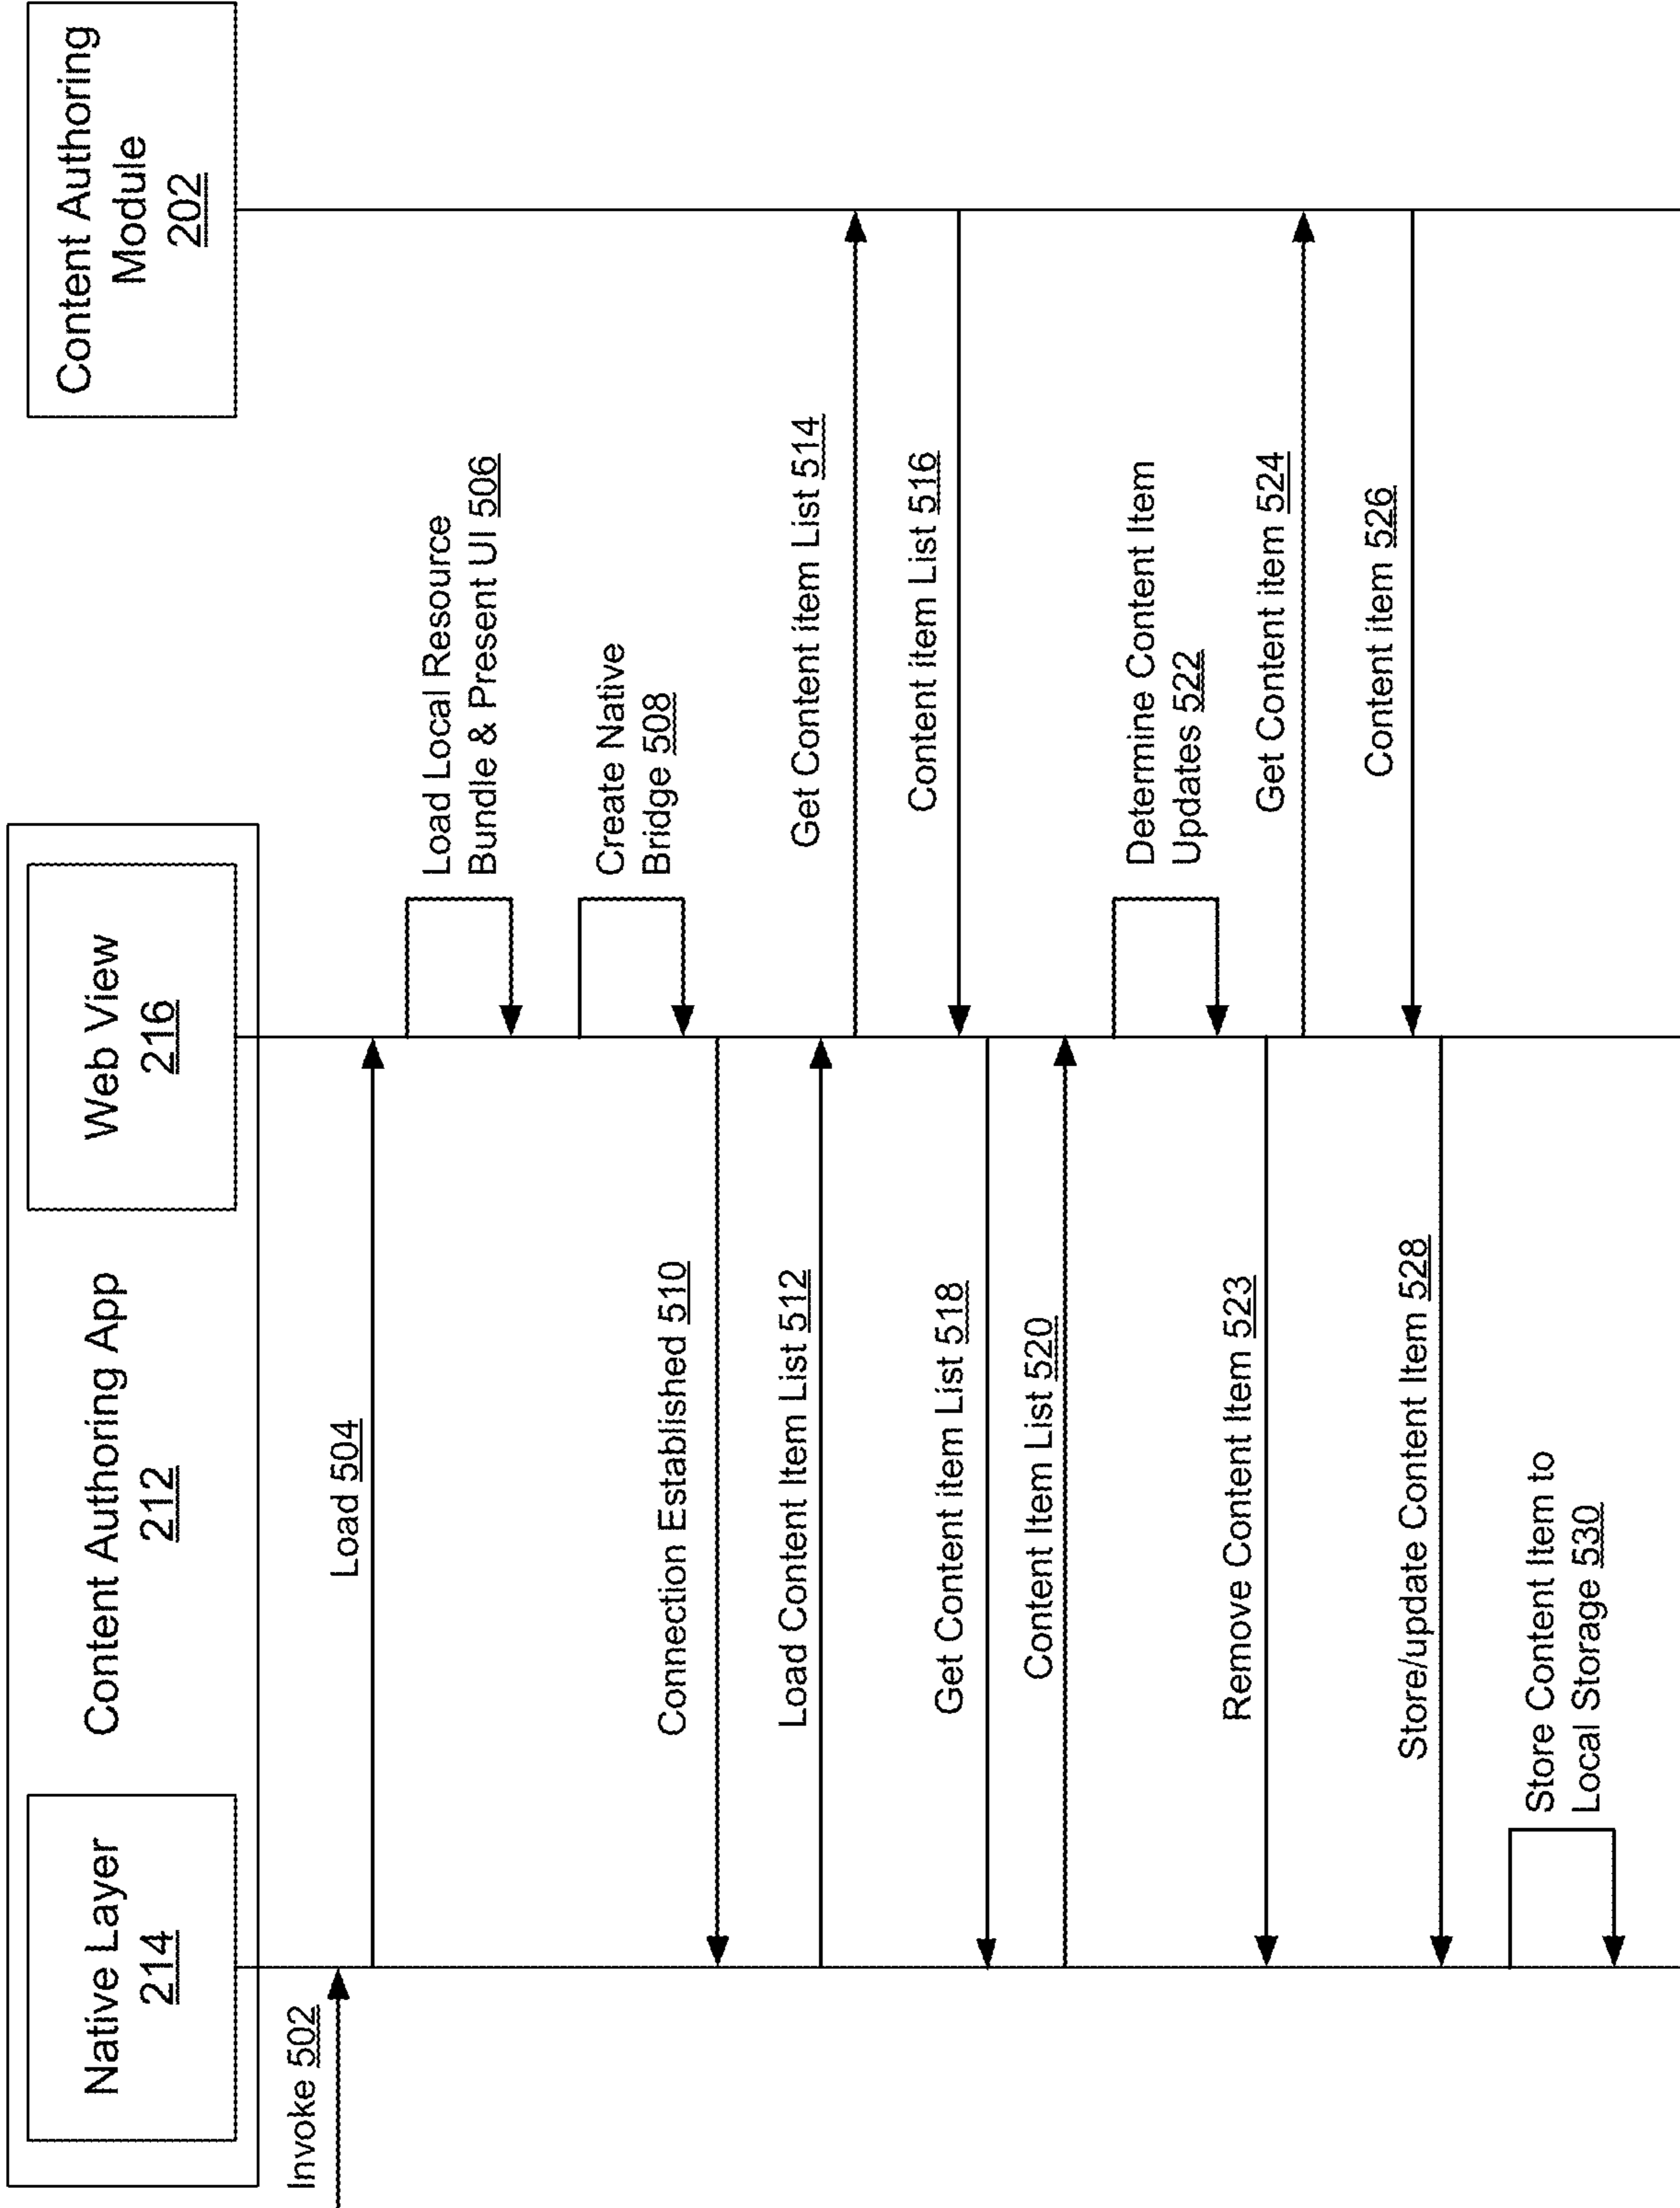 Content Authoring App
212
Native Layer
214
Web View
216
Content Authoring
Module
202
Invoke 502
Load 504
Load Local Resource
Bundle & Present UI 506
Create Native
Bridge 508
Connection Established 510
Load Content Item List 512
Get Content item List 514
Content item List 516
Get Content item List 518
Content Item List 520
Determine Content Item
Updates 522
Remove Content Item 523
Get Content item 524
Content item 526
Store/update Content Item 528
Store Content Item to
Local Storage 530